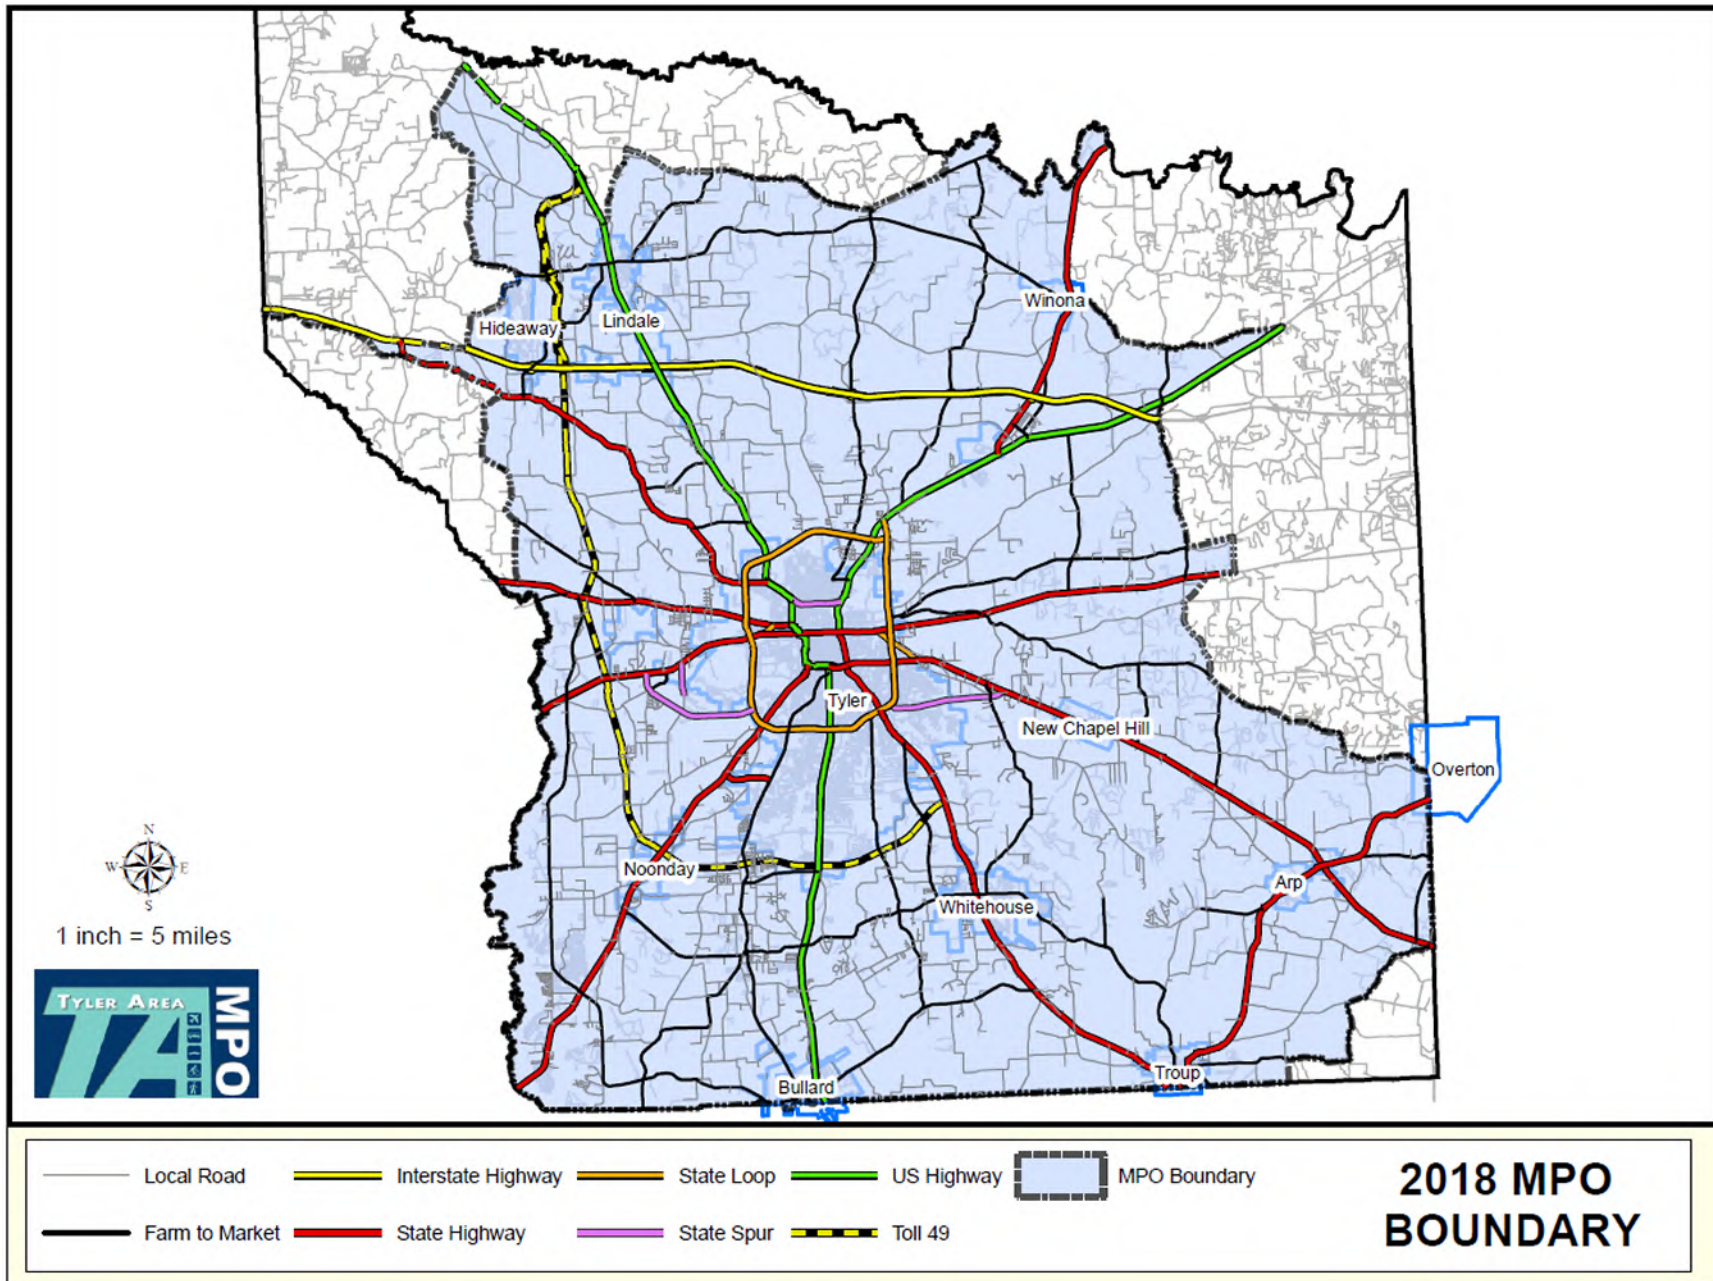 Winona
Hideaway
Lindale
Tyler
New Chapel Hill
Overton
Noonday
Arp
Whitehouse
Bullard
Troup
N
W E
S
1 inch = 5 miles
TYLER AREA
TA
MPO
Local Road
Interstate Highway
State Loop
US Highway
MPO Boundary
Farm to Market
State Highway
State Spur
Toll 49
2018 MPO
BOUNDARY